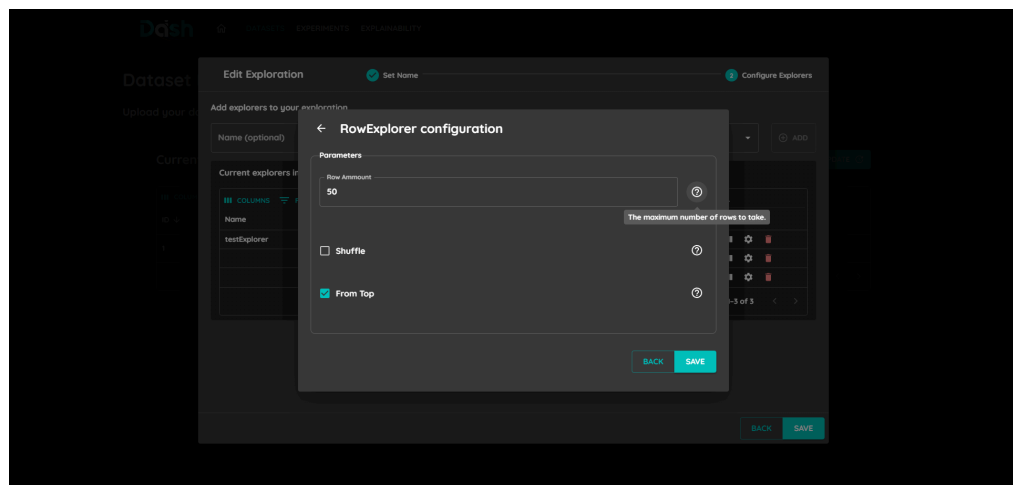 Dash DATASETS EXPERIMENTS EXPLAINABILITY
Dataset
Upload your
Edit Exploration
Set Name
2 Configure Explorers
Add explorers to your exploration
Name (optional)
ADD
Current
Current explorers in
COLUMNS
Name
testExplorer
1-3 of 3
RowExplorer configuration
Parameters
Row Ammount
50
The maximum number of rows to take.
Shuffle
From Top
BACK SAVE
BACK SAVE